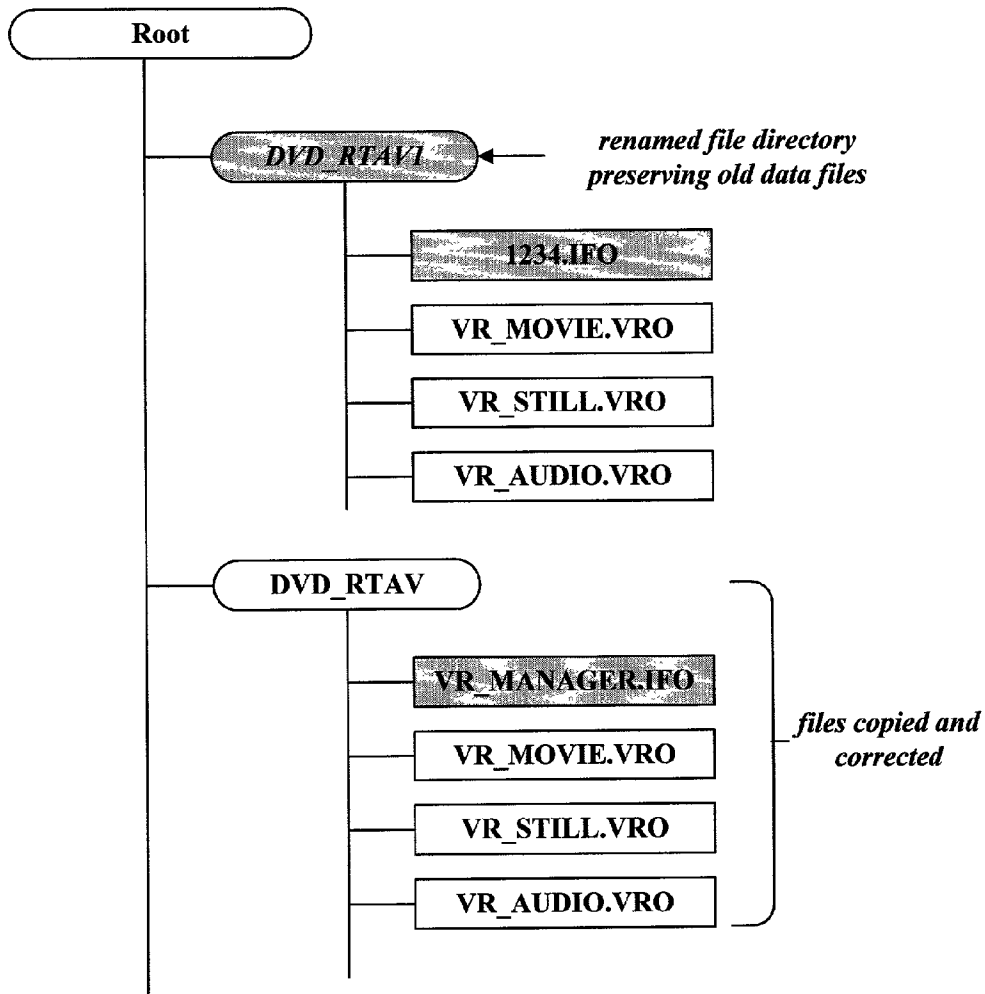 Root
DVD_RTAV1
renamed file directory
preserving old data files
1234.IFO
VR_MOVIE.VRO
VR_STILL.VRO
VR_AUDIO.VRO
DVD_RTAV
VR_MANAGER.IFO
VR_MOVIE.VRO
files copied and
corrected
VR_STILL.VRO
VR_AUDIO.VRO